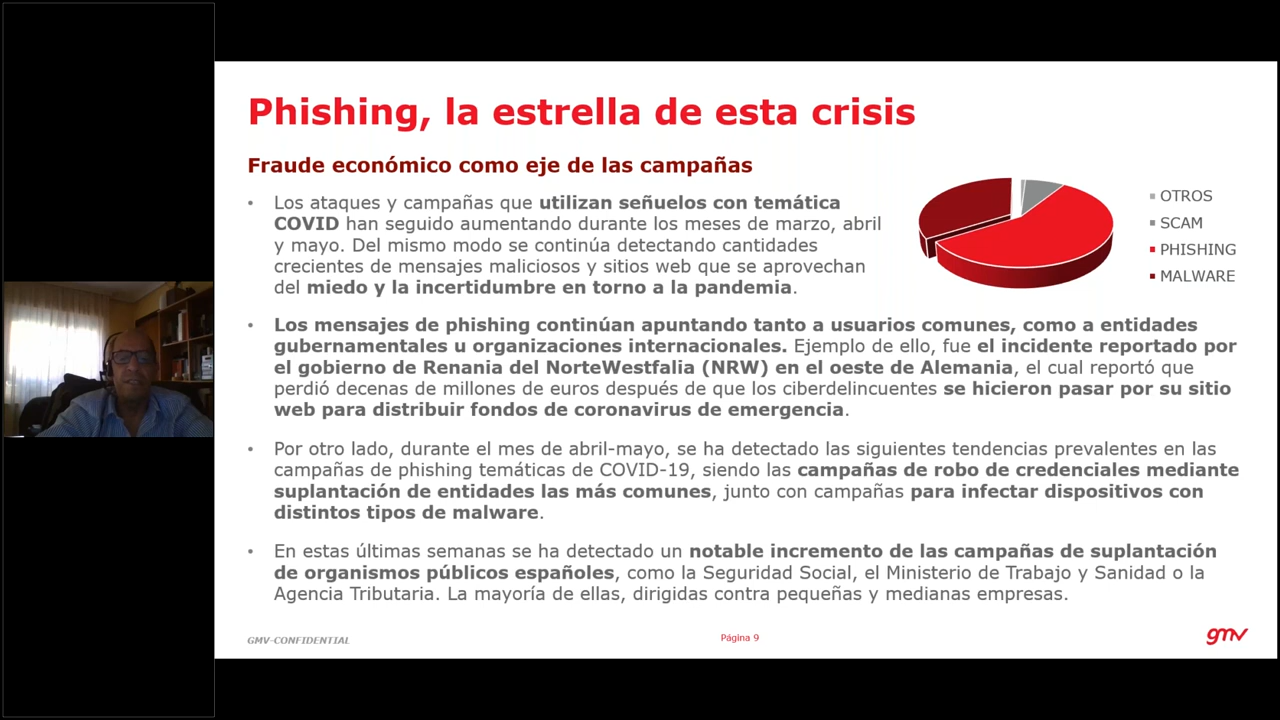 Phishing, la estrella de esta crisis
Fraude económico como eje de las campañas
• Los ataques y campañas que utilizan señuelos con temática
COVID han seguido aumentando durante los meses de marzo, abril
y mayo. Del mismo modo se continúa detectando cantidades
crecientes de mensajes maliciosos y sitios web que se aprovechan
del miedo y la incertidumbre en torno a la pandemia.
OTROS
SCAM
PHISHING
MALWARE
• Los mensajes de phishing continúan apuntando tanto a usuarios comunes, como a entidades
gubernamentales u organizaciones internacionales. Ejemplo de ello, fue el incidente reportado por
el gobierno de Renania del NorteWestfalia (NRW) en el oeste de Alemania, el cual reportó que
perdió decenas de millones de euros después de que los ciberdelincuentes se hicieron pasar por su sitio
web para distribuir fondos de coronavirus de emergencia.
• Por otro lado, durante el mes de abril-mayo, se ha detectado las siguientes tendencias prevalentes en las
campañas de phishing temáticas de COVID-19, siendo las campañas de robo de credenciales mediante
suplantación de entidades las más comunes, junto con campañas para infectar dispositivos con
distintos tipos de malware.
• En estas últimas semanas se ha detectado un notable incremento de las campañas de suplantación
de organismos públicos españoles, como la Seguridad Social, el Ministerio de Trabajo y Sanidad o la
Agencia Tributaria. La mayoría de ellas, dirigidas contra pequeñas y medianas empresas.
GMV-CONFIDENTIAL
Página 9
gmv